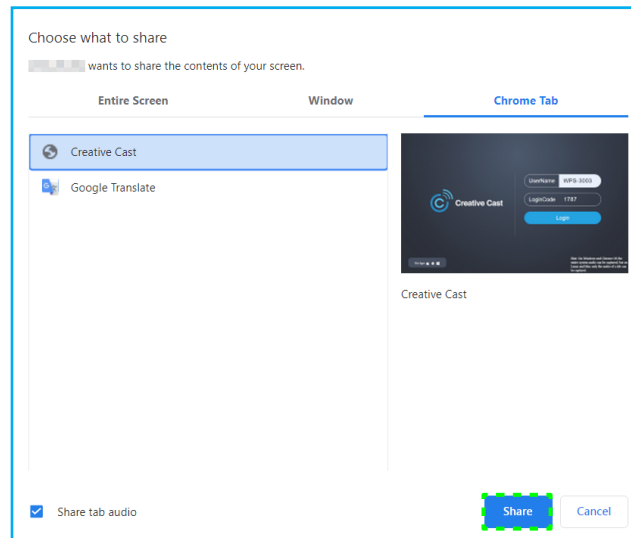 Choose what to share
wants to share the contents of your screen.
Entire Screen
Window
Chrome Tab
Creative Cast
Google Translate
Creative Cast
UserName WPS-3003
LoginCode 1787
Login
Creative Cast
Share tab audio
Share
Cancel